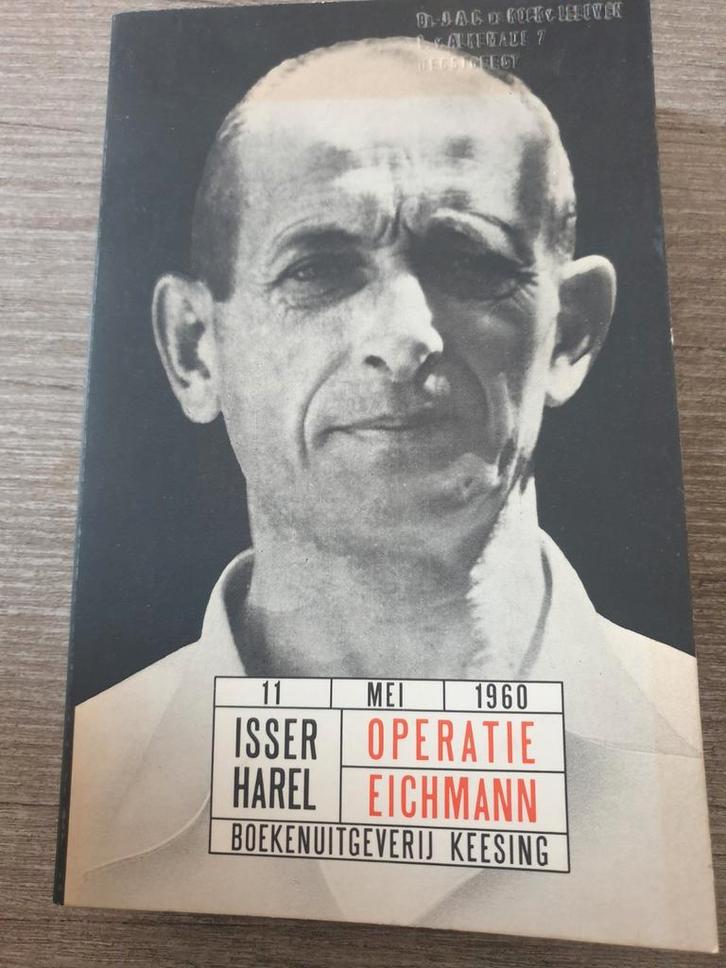 11 MEI 1960
ISSER
HAREL
OPERATIE
EICHMANN
BOEKENUITGEVERIJ KEESING